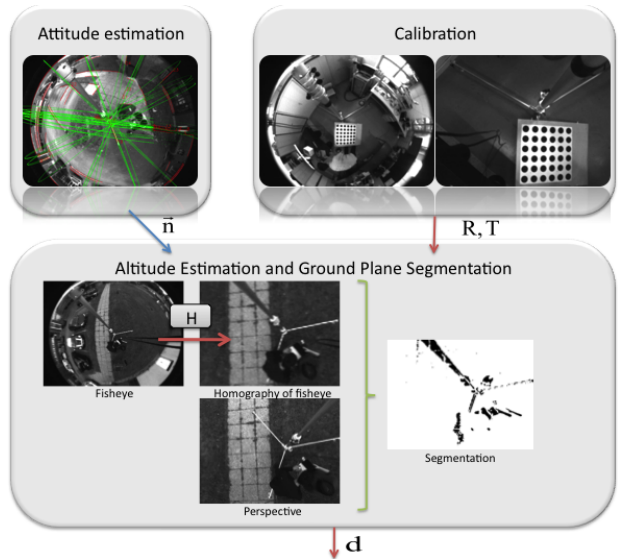 Attitude estimation
Calibration
n
R, T
Altitude Estimation and Ground Plane Segmentation
H
Fisheye
Homography of fisheye
Perspective
Segmentation
d